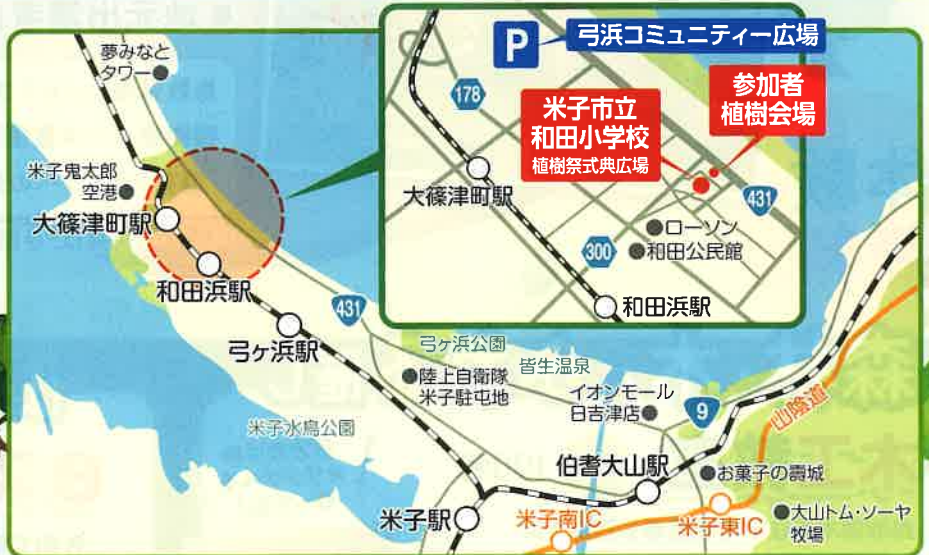 夢みなと
タワー
米子鬼太郎
空港
大篠津町駅
和田浜駅
431
弓ヶ浜駅
弓ヶ浜公園
皆生温泉
陸上自衛隊
米子駐屯地
イオンモール
日吉津店
9
山陰道
米子水鳥公園
伯耆大山駅
お菓子の壽城
米子駅
米子南IC
米子東IC
大山トム・ソーヤ
牧場
P
弓浜コミュニティー広場
178
米子市立
和田小学校
植樹祭式典広場
参加者
植樹会場
大篠津町駅
431
ローソン
300
和田公民館
和田浜駅